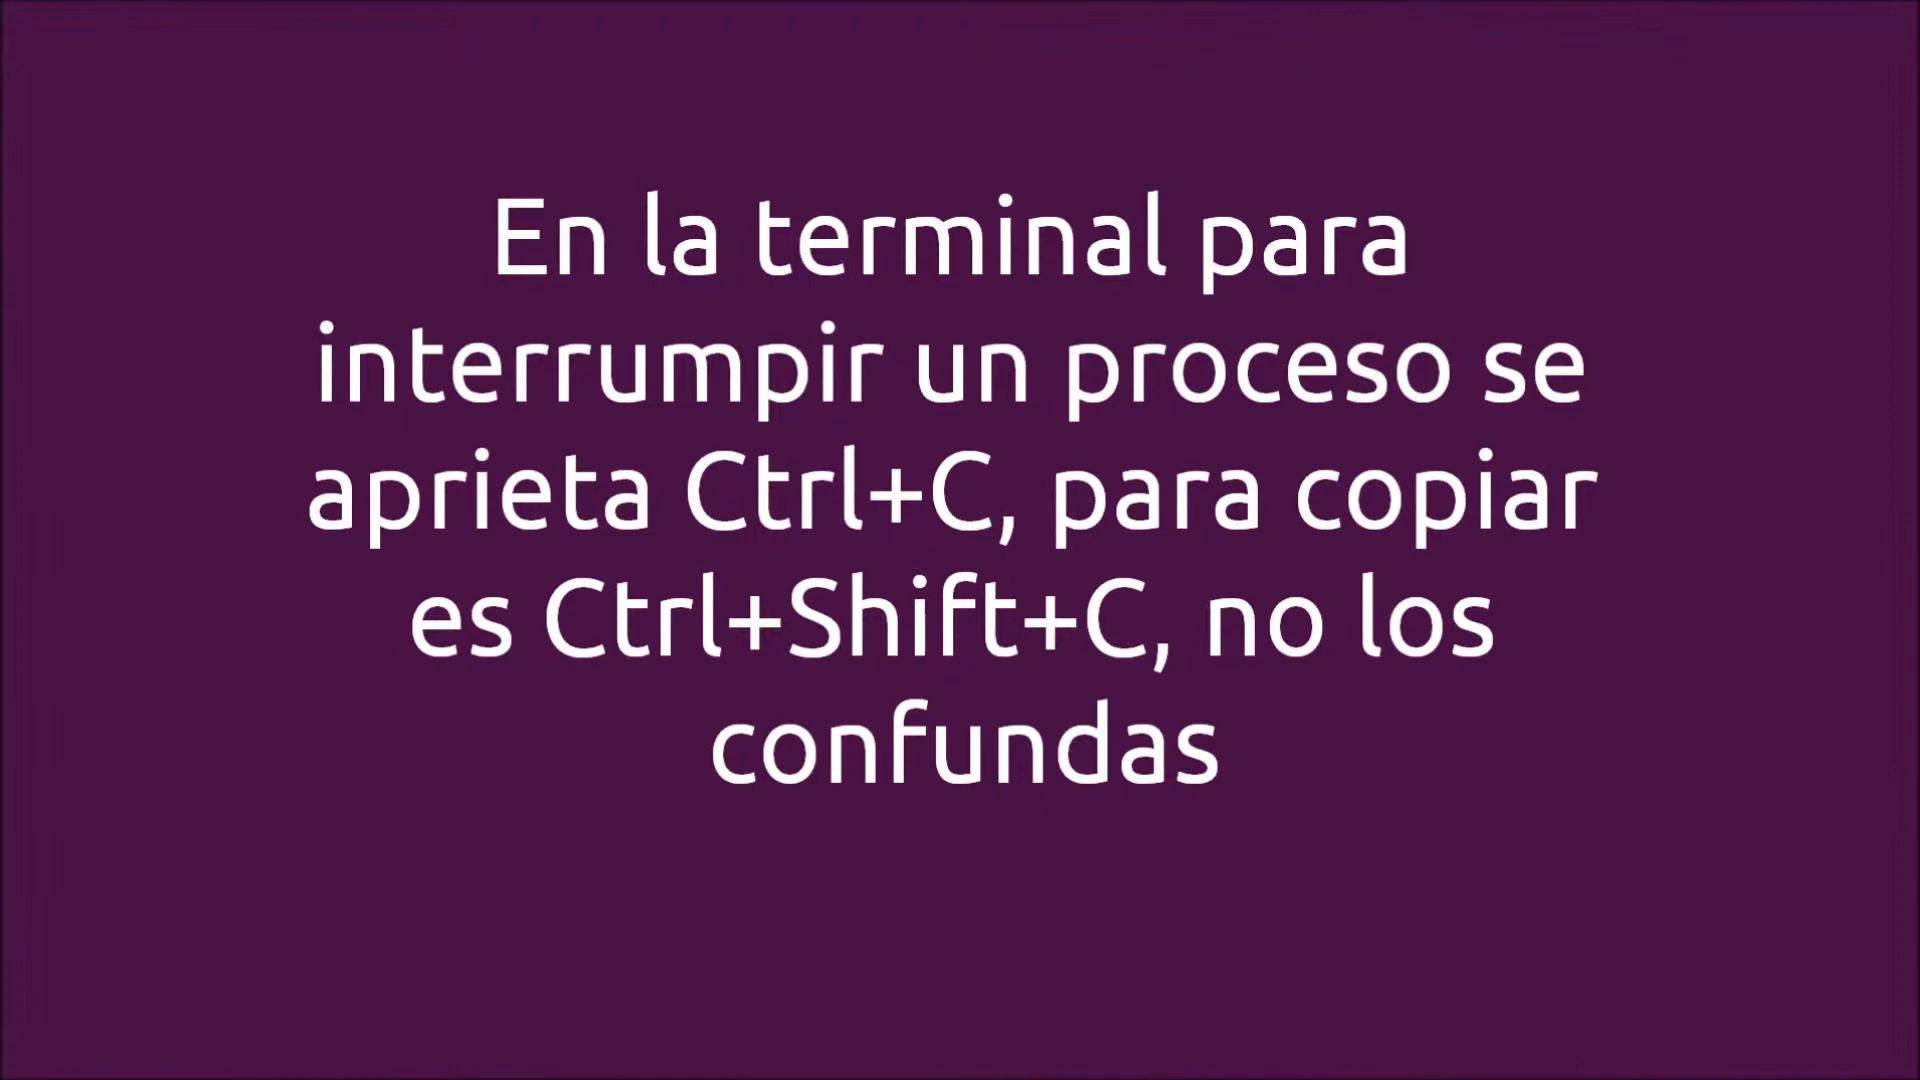 En la terminal para
interrumpir un proceso se
aprieta Ctrl+C, para copiar
es Ctrl+Shift+C, no los
confundas